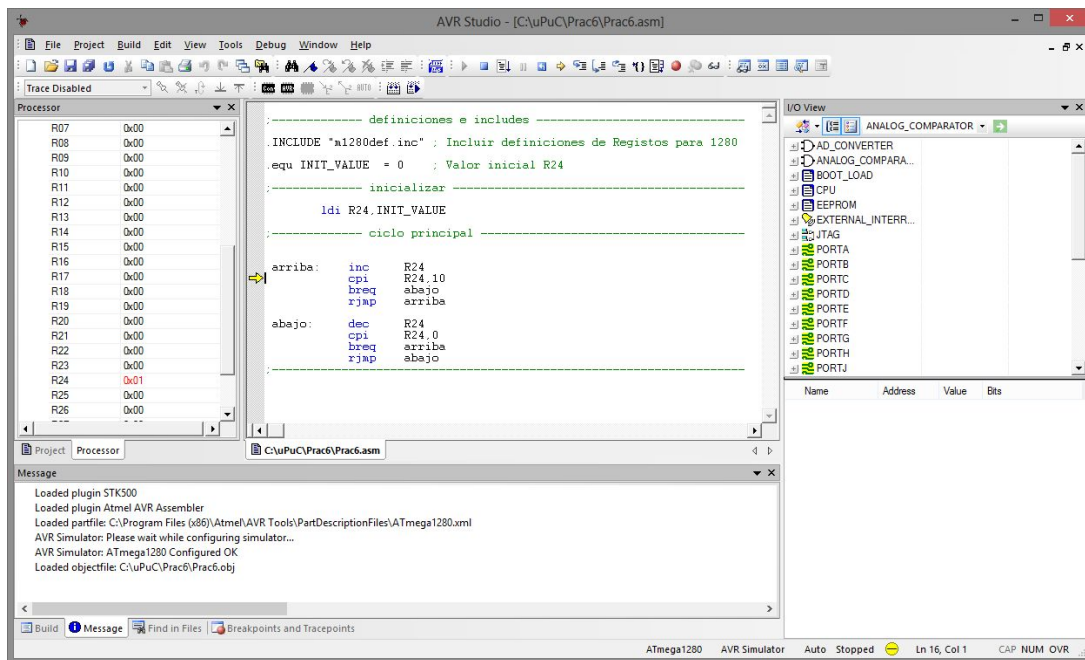 AVR Studio - [C:\uPuC\Prac6\Prac6.asm]
File Project Build Edit View Tools Debug Window Help
Trace Disabled
AUTO
Processor
R07 0x00
R08 0x00
R09 0x00
R10 0x00
R11 0x00
R12 0x00
R13 0x00
R14 0x00
R15 0x00
R16 0x00
R17 0x00
R18 0x00
R19 0x00
R20 0x00
R21 0x00
R22 0x00
R23 0x00
R24 0x01
R25 0x00
R26 0x00
Project Processor
;------------- definiciones e includes ------------------------------
.INCLUDE "m1280def.inc" ; Incluir definiciones de Registos para 1280
.equ INIT_VALUE = 0 ; Valor inicial R24
;------------- inicializar ------------------------------------------
ldi R24,INIT_VALUE
;------------- ciclo principal --------------------------------------
arriba: inc R24
cpi R24,10
breq abajo
rjmp arriba
abajo: dec R24
cpi R24,0
breq arriba
rjmp abajo
;--------------------------------------------------------------------
C:\uPuC\Prac6\Prac6.asm
I/O View
ANALOG_COMPARATOR
AD_CONVERTER
ANALOG_COMPARA...
BOOT_LOAD
CPU
EEPROM
EXTERNAL_INTERR...
JTAG
PORTA
PORTB
PORTC
PORTD
PORTE
PORTF
PORTG
PORTH
PORTJ
Name Address Value Bits
Message
Loaded plugin STK500
Loaded plugin Atmel AVR Assembler
Loaded partfile: C:\Program Files (x86)\Atmel\AVR Tools\PartDescriptionFiles\ATmega1280.xml
AVR Simulator: Please wait while configuring simulator...
AVR Simulator: ATmega1280 Configured OK
Loaded objectfile: C:\uPuC\Prac6\Prac6.obj
Build Message Find in Files Breakpoints and Tracepoints
ATmega1280 AVR Simulator Auto Stopped Ln 16, Col 1 CAP NUM OVR